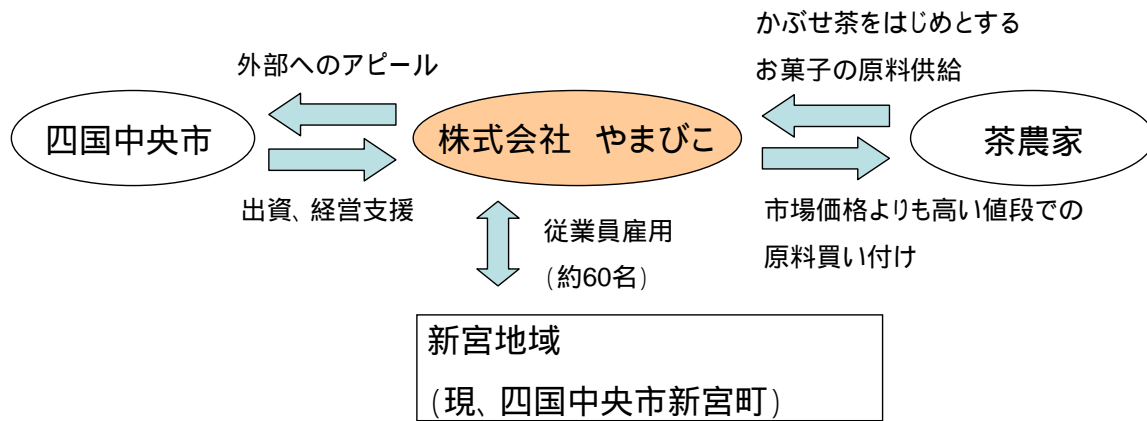 かぶせ茶をはじめとする
お菓子の原料供給
外部へのアピール
四国中央市
株式会社 やまびこ
茶農家
出資、経営支援
市場価格よりも高い値段での
原料買い付け
従業員雇用
(約60名)
新宮地域
(現、四国中央市新宮町)